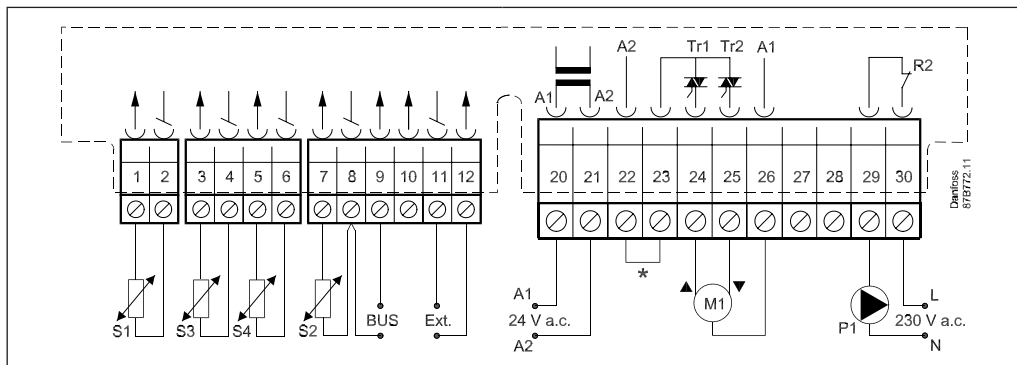 A2 Tr1 Tr2 A1
R2
A1 A2
1 2 3 4 5 6 7 8 9 10 11 12
20 21 22 23 24 25 26 27 28 29 30
Danfoss
87B772.11
*
A1
24 V a.c.
A2
M1
P1
L
230 V a.c.
N
S1 S3 S4 S2 BUS Ext.